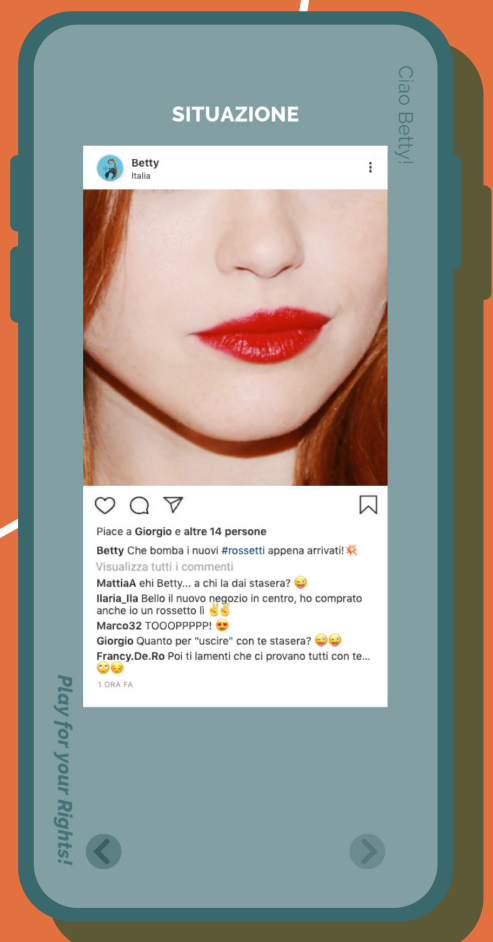 Ciao Betty!
SITUAZIONE
Betty
Italia
Piace a Giorgio e altre 14 persone
Betty Che bomba i nuovi #rossetti appena arrivati!💥
Visualizza tutti i commenti
MattiaA ehi Betty... a chi la dai stasera? 😜
Ilaria_Ila Bello il nuovo negozio in centro, ho comprato
anche io un rossetto lì ✌️✌️
Marco32 TOOOPPPPP! 😍
Giorgio Quanto per "uscire" con te stasera? 😜😜
Francy.De.Ro Poi ti lamenti che ci provano tutti con te...
🙄😔
1 ORA FA
Play for your Rights!